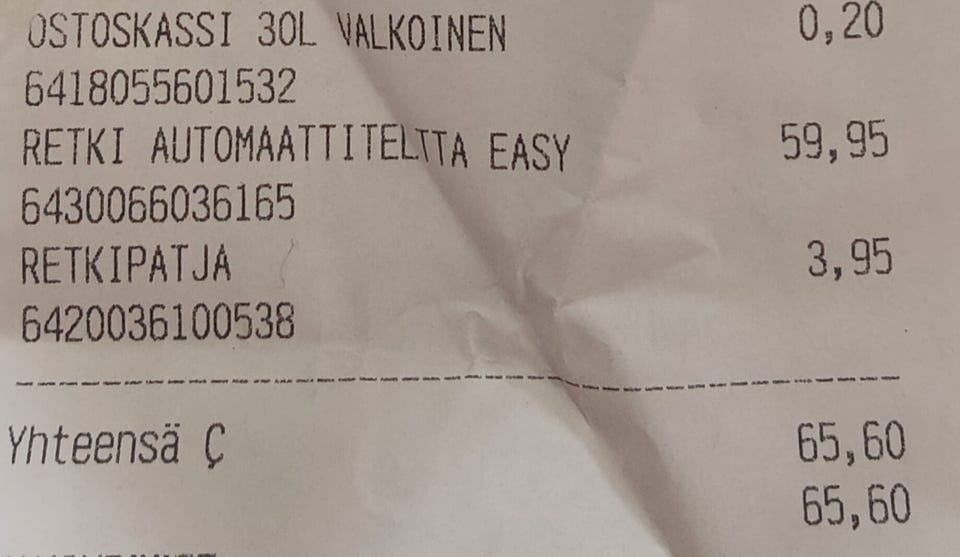 OSTOSKASSI 30L VALKOINEN 0,20
6418055601532
RETKI AUTOMAATTITELTTA EASY 59,95
6430066036165
RETKIPATJA 3,95
6420036100538
Yhteensä Ç 65,60
65,60